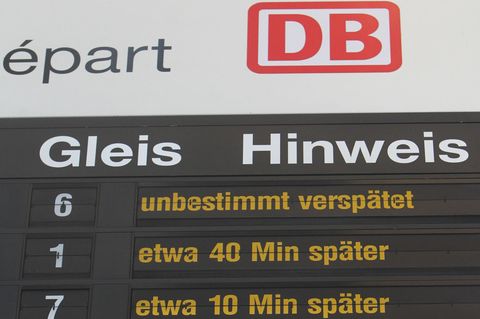 épart DB
Gleis Hinweis
6 unbestimmt verspätet
1 etwa 40 Min später
7 etwa 10 Min später